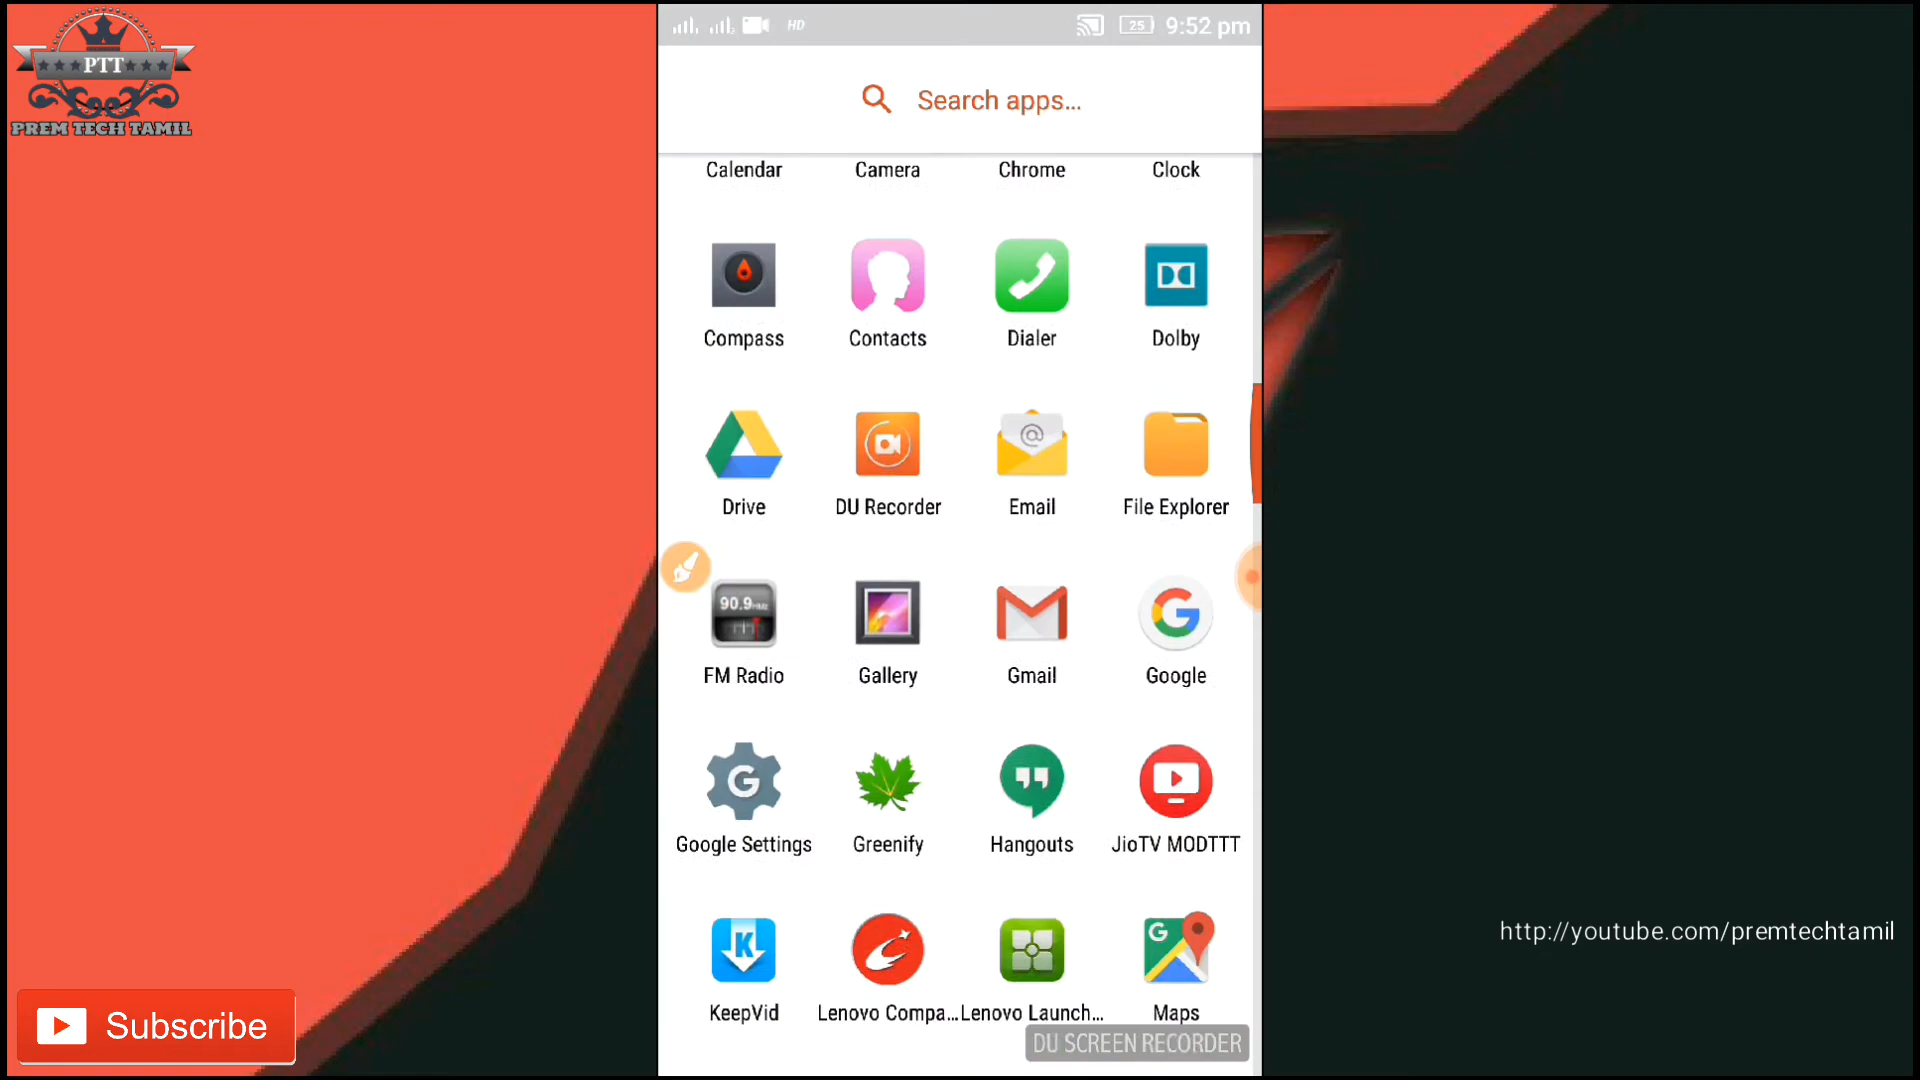 PTT
PREM TECH TAMIL
HD
25
9:52 pm
Search apps...
Calendar
Camera
Chrome
Clock
Compass
Contacts
Dialer
Dolby
Drive
DU Recorder
Email
File Explorer
90.9
FM Radio
Gallery
Gmail
Google
Google Settings
Greenify
Hangouts
JioTV MODTTT
KeepVid
Lenovo Compa...
Lenovo Launch...
Maps
DU SCREEN RECORDER
Subscribe
http://youtube.com/premtechtamil